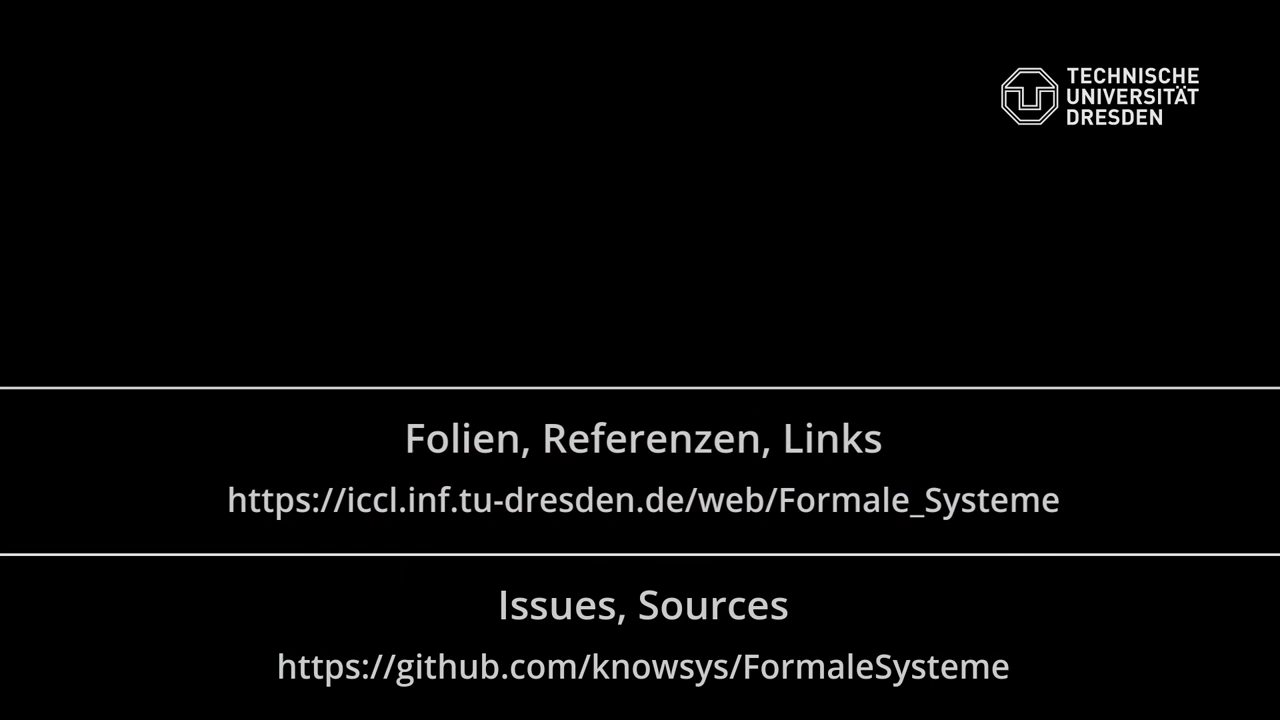 TECHNISCHE
UNIVERSITÄT
DRESDEN
Folien, Referenzen, Links
https://iccl.inf.tu-dresden.de/web/Formale_Systeme
Issues, Sources
https://github.com/knowsys/FormaleSysteme